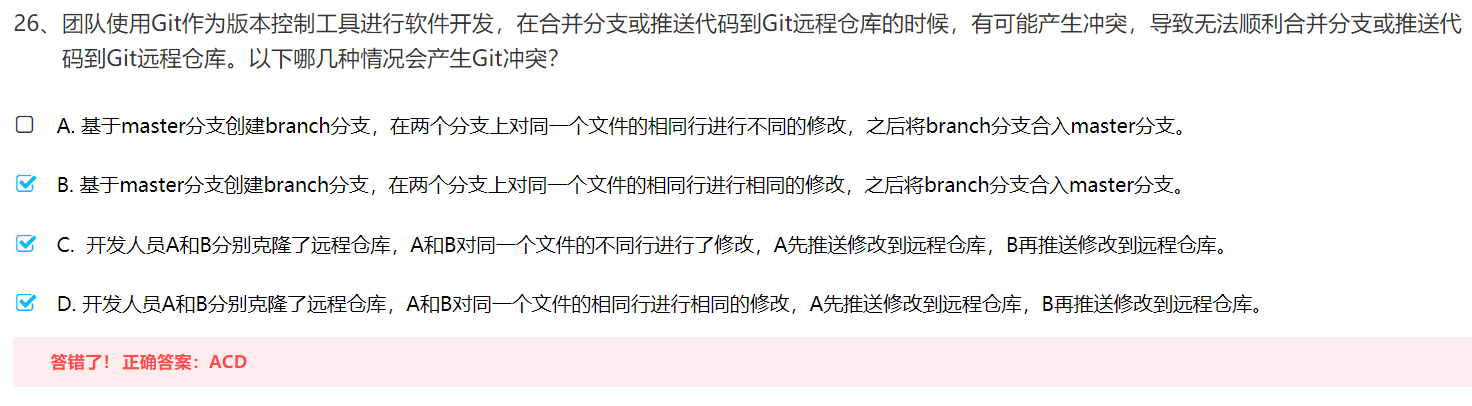 26、团队使用Git作为版本控制工具进行软件开发，在合并分支或推送代码到Git远程仓库的时候，有可能产生冲突，导致无法顺利合并分支或推送代
码到Git远程仓库。以下哪几种情况会产生Git冲突？
A. 基于master分支创建branch分支，在两个分支上对同一个文件的相同行进行不同的修改，之后将branch分支合入master分支。
B. 基于master分支创建branch分支，在两个分支上对同一个文件的相同行进行相同的修改，之后将branch分支合入master分支。
C. 开发人员A和B分别克隆了远程仓库，A和B对同一个文件的不同行进行了修改，A先推送修改到远程仓库，B再推送修改到远程仓库。
D. 开发人员A和B分别克隆了远程仓库，A和B对同一个文件的相同行进行相同的修改，A先推送修改到远程仓库，B再推送修改到远程仓库。
答错了！正确答案：ACD